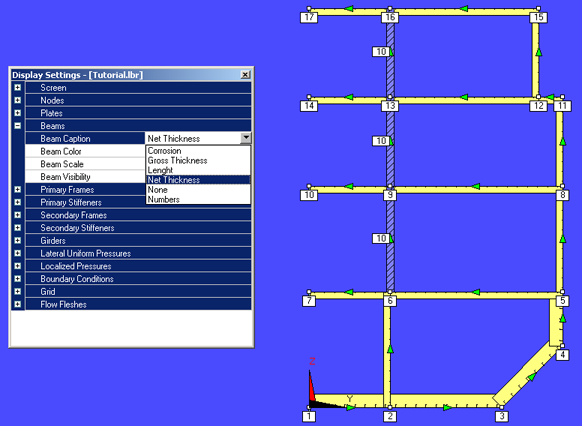 Display Settings - [Tutorial.lbr]
Screen
Nodes
Plates
Beams
Beam Caption Net Thickness
Beam Color Corrosion
Gross Thickness
Beam Scale Lenght
Beam Visibility Net Thickness
None
Primary Frames Numbers
Primary Stiffeners
Secondary Frames
Secondary Stiffeners
Girders
Lateral Uniform Pressures
Localized Pressures
Boundary Conditions
Grid
Flow Fleshes
17 16 15
10
14 13 12 11
10
10 9 8
10
7 6 5
4
Y
1 2 3